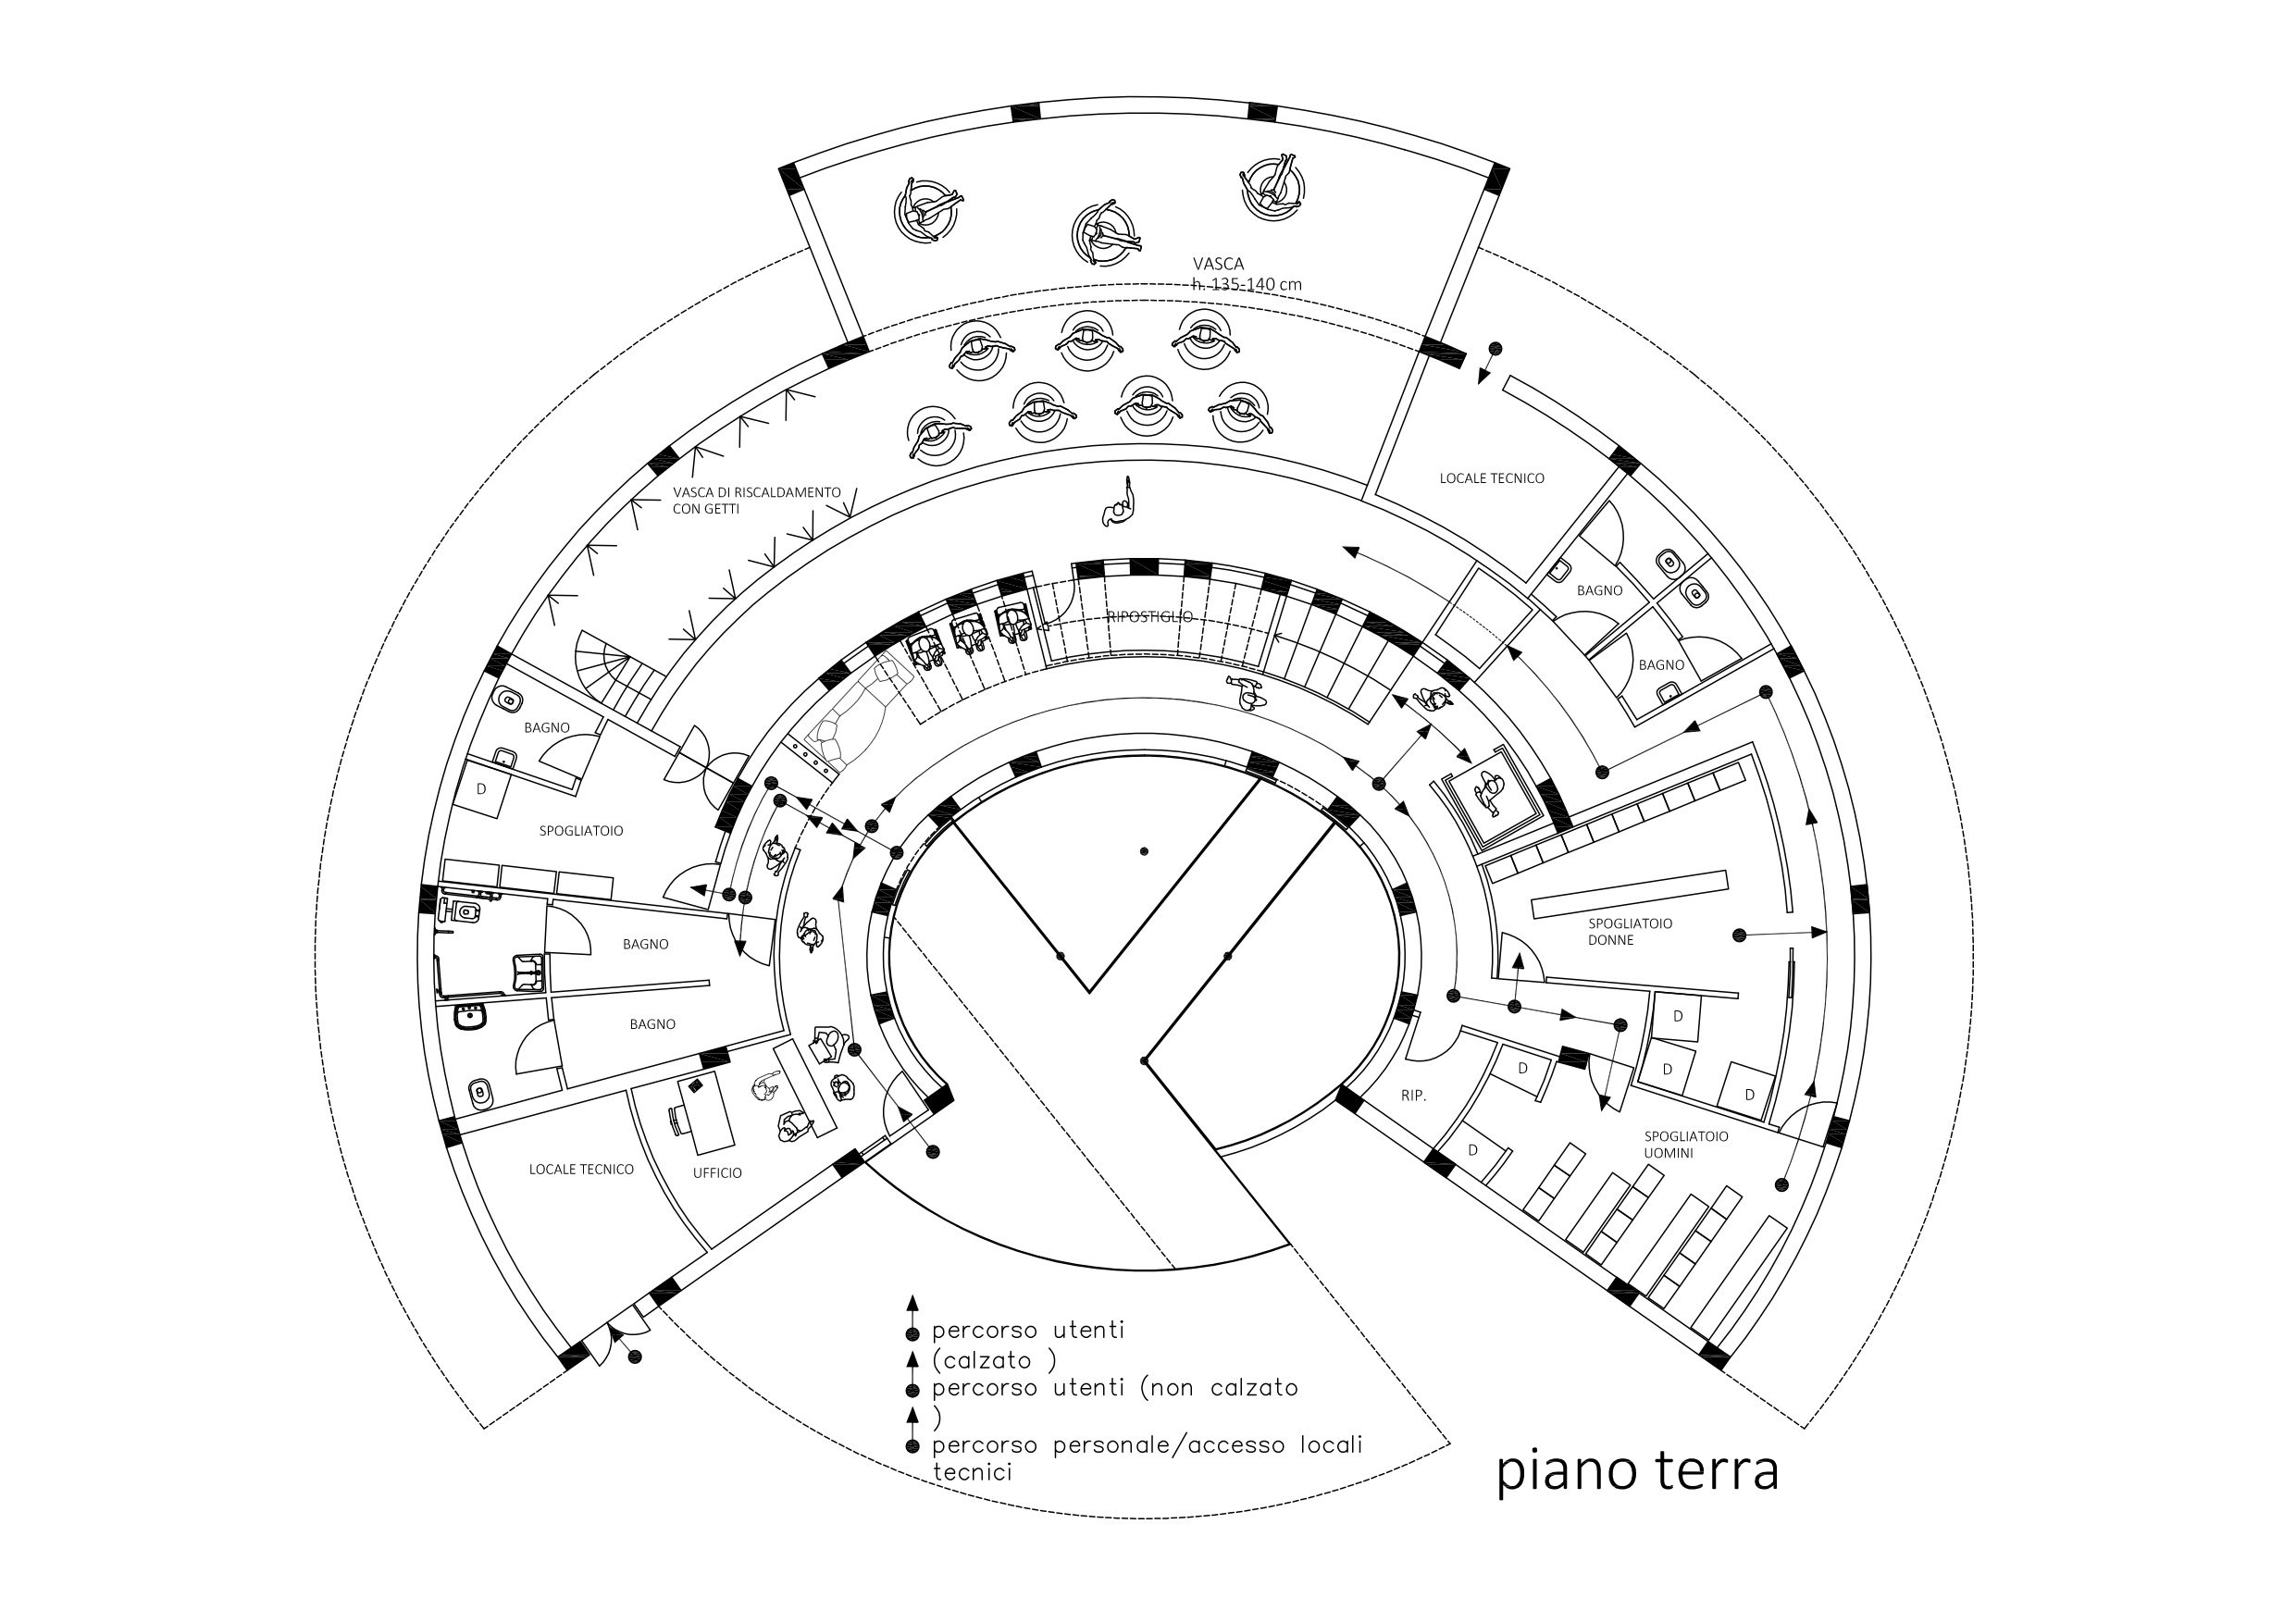 VASCA
h. 135-140 cm
LOCALE TECNICO
VASCA DI RISCALDAMENTO
CON GETTI
BAGNO
RIPOSTIGLIO
BAGNO
BAGNO
D
SPOGLIATOIO
SPOGLIATOIO
DONNE
BAGNO
BAGNO
D
D
D
D
RIP.
D
SPOGLIATOIO
UOMINI
LOCALE TECNICO
UFFICIO
percorso utenti
(calzato )
percorso utenti (non calzato
)
percorso personale/accesso locali
tecnici
piano terra